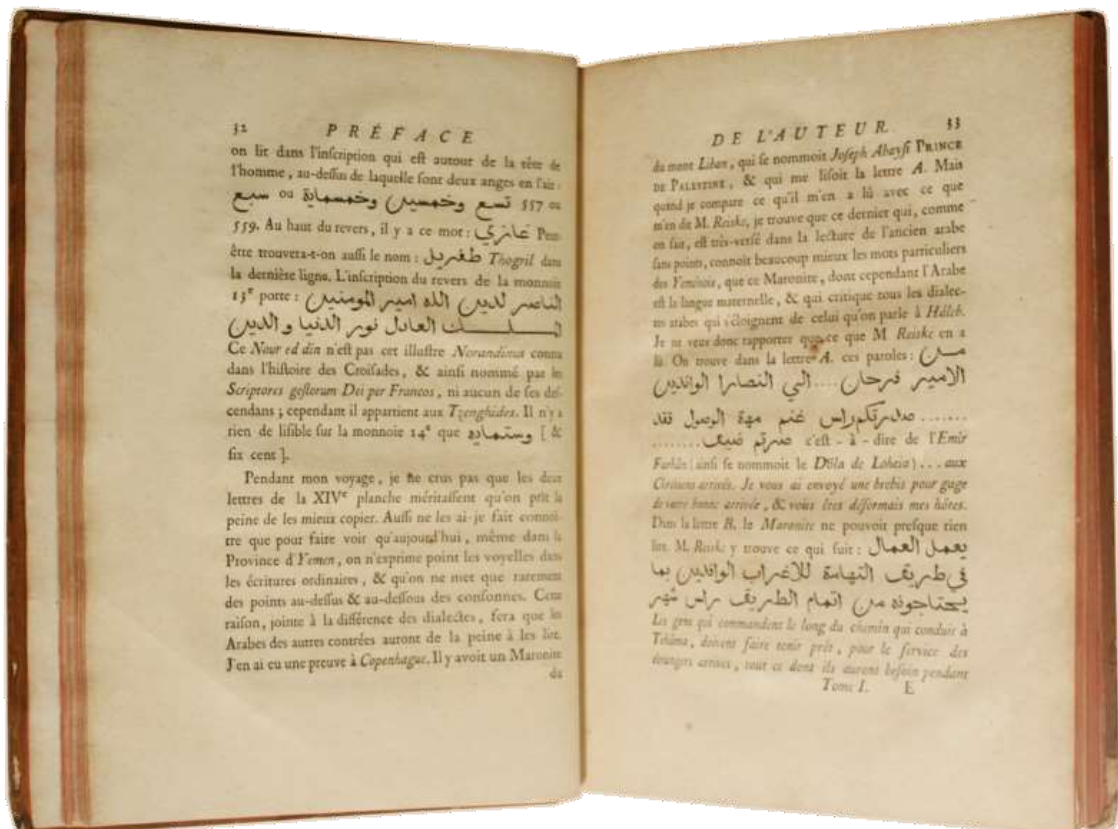 32 PRÉFACE
on lit dans l'inscription qui est autour de la tête de
l'homme, au-dessus de laquelle sont deux anges en l'air :
557 ou تسع وخمسين وخمسماية ou سبع
559. Au haut du revers, il y a ce mot : غازي Peut-
être trouvera-t-on aussi le nom : طغريل Thogril dans
la dernière ligne. L'inscription du revers de la monnoie
13e porte : الناصر لدين الله امير المومنين
الملك العادل نور الدنيا والدين
Ce Nour ed din n'est pas cet illustre Norandinus connu
dans l'histoire des Croisades, & ainsi nommé par les
Scriptores gestorum Dei per Francos, ni aucun de ses des-
cendans ; cependant il appartient aux Tzenghides. Il n'y a
rien de lisible sur la monnoie 14e que وستمايه [ &
six cent ].
Pendant mon voyage, je ne crus pas que les deux
lettres de la XIVe planche méritassent qu'on prît la
peine de les mieux copier. Aussi ne les ai-je fait connoî-
tre que pour faire voir qu'aujourd'hui, même dans la
Province d'Yemen, on n'exprime point les voyelles dans
les écritures ordinaires, & qu'on ne met que rarement
des points au-dessus & au-dessous des consonnes. Cette
raison, jointe à la différence des dialectes, fera que les
Arabes des autres contrées auront de la peine à les lire.
J'en ai eu une preuve à Copenhague. Il y avoit un Maronite
du
DE L'AUTEUR. 33
du mont Liban, qui se nommoit Joseph Abaysi PRINCE
DE PALESTINE, & qui me lisoit la lettre A. Mais
quand je compare ce qu'il m'en a lû avec ce que
m'en dit M. Reiske, je trouve que ce dernier qui, comme
on sait, est très-versé dans la lecture de l'ancien arabe
sans points, connoît beaucoup mieux les mots particuliers
des Yeminois, que ce Maronite, dont cependant l'Arabe
est la langue maternelle, & qui critique tous les dialec-
tes arabes qui s'éloignent de celui qu'on parle à Háleb.
Je ne veux donc rapporter que ce que M. Reiske en a
lû. On trouve dans la lettre A. ces paroles : من
الامير فرحان .... الي النصارا الوافدين
....... صدرتكم راس غنم مهة الوصول فقد
........ صرتم ضيف c'est-à-dire de l'Emir
Farhân (ainsi se nommoit le Dôla de Loheia) ... aux
Chrétiens arrivés. Je vous ai envoyé une brebis pour gage
de votre bonne arrivée, & vous êtes désormais mes hôtes.
Dans la lettre B. le Maronite ne pouvoit presque rien
lire. M. Reiske y trouve ce qui suit : يعمل العمال
في طريف التهامة للاغراب الوافدين بما
يحتاجونه من اتمام الطريف راس شهر
Les gens qui commandent le long du chemin qui conduit à
Teháma, doivent faire tenir prêt, pour le service des
étrangers arrivés, tout ce dont ils auront besoin pendant
Tome I. E